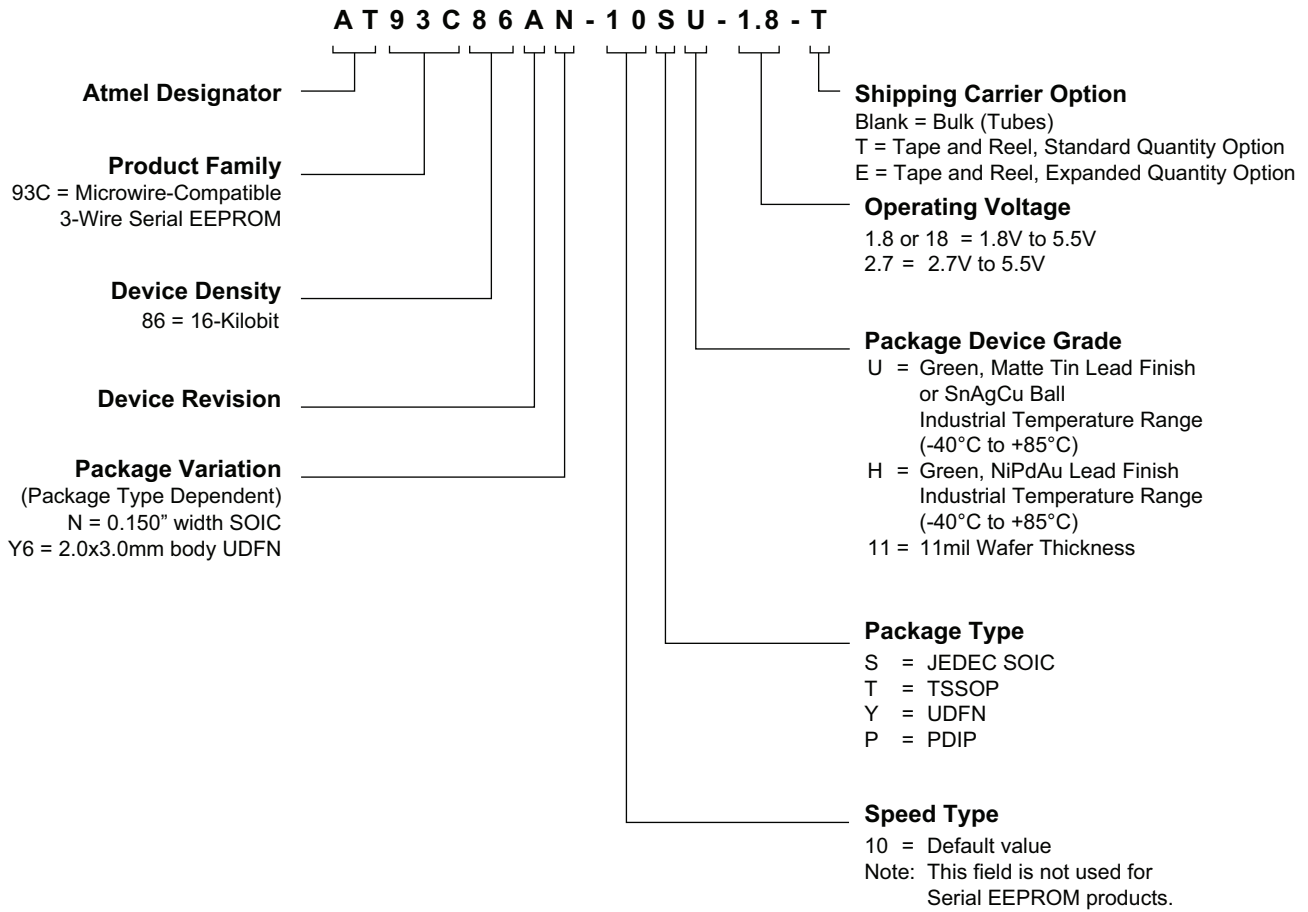 AT93C86AN-10SU-1.8-T
Atmel Designator
Product Family
93C = Microwire-Compatible
3-Wire Serial EEPROM
Device Density
86 = 16-Kilobit
Device Revision
Package Variation
(Package Type Dependent)
N = 0.150” width SOIC
Y6 = 2.0x3.0mm body UDFN
Shipping Carrier Option
Blank = Bulk (Tubes)
T = Tape and Reel, Standard Quantity Option
E = Tape and Reel, Expanded Quantity Option
Operating Voltage
1.8 or 18 = 1.8V to 5.5V
2.7 = 2.7V to 5.5V
Package Device Grade
U = Green, Matte Tin Lead Finish
or SnAgCu Ball
Industrial Temperature Range
(-40°C to +85°C)
H = Green, NiPdAu Lead Finish
Industrial Temperature Range
(-40°C to +85°C)
11 = 11mil Wafer Thickness
Package Type
S = JEDEC SOIC
T = TSSOP
Y = UDFN
P = PDIP
Speed Type
10 = Default value
Note: This field is not used for
Serial EEPROM products.